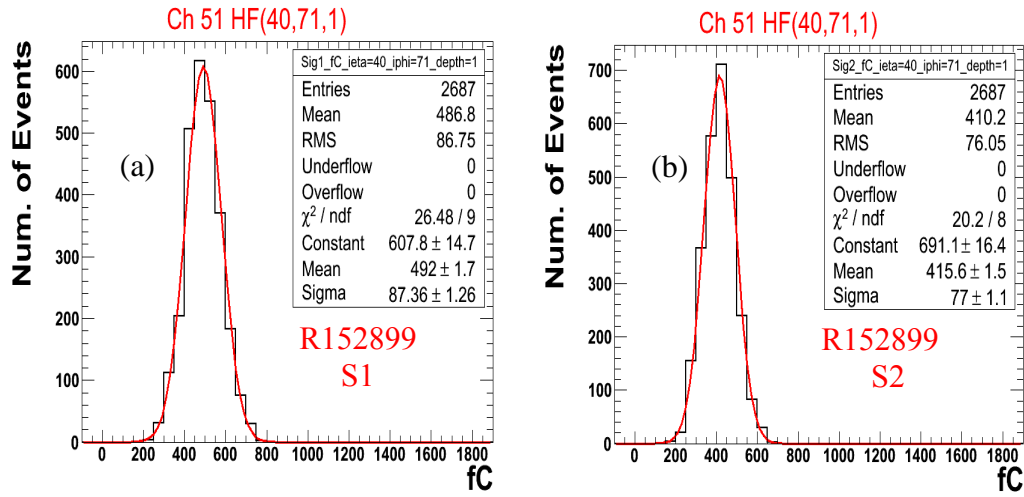 Ch 51 HF(40,71,1)
Num. of Events
600
500
400
300
200
100
0
(a)
Sig1_fC_ieta=40_iphi=71_depth=1
Entries 2687
Mean 486.8
RMS 86.75
Underflow 0
Overflow 0
χ² / ndf 26.48 / 9
Constant 607.8 ± 14.7
Mean 492 ± 1.7
Sigma 87.36 ± 1.26
R152899
S1
0 200 400 600 800 1000 1200 1400 1600 1800
fC
Ch 51 HF(40,71,1)
Num. of Events
700
600
500
400
300
200
100
0
(b)
Sig2_fC_ieta=40_iphi=71_depth=1
Entries 2687
Mean 410.2
RMS 76.05
Underflow 0
Overflow 0
χ² / ndf 20.2 / 8
Constant 691.1 ± 16.4
Mean 415.6 ± 1.5
Sigma 77 ± 1.1
R152899
S2
0 200 400 600 800 1000 1200 1400 1600 1800
fC